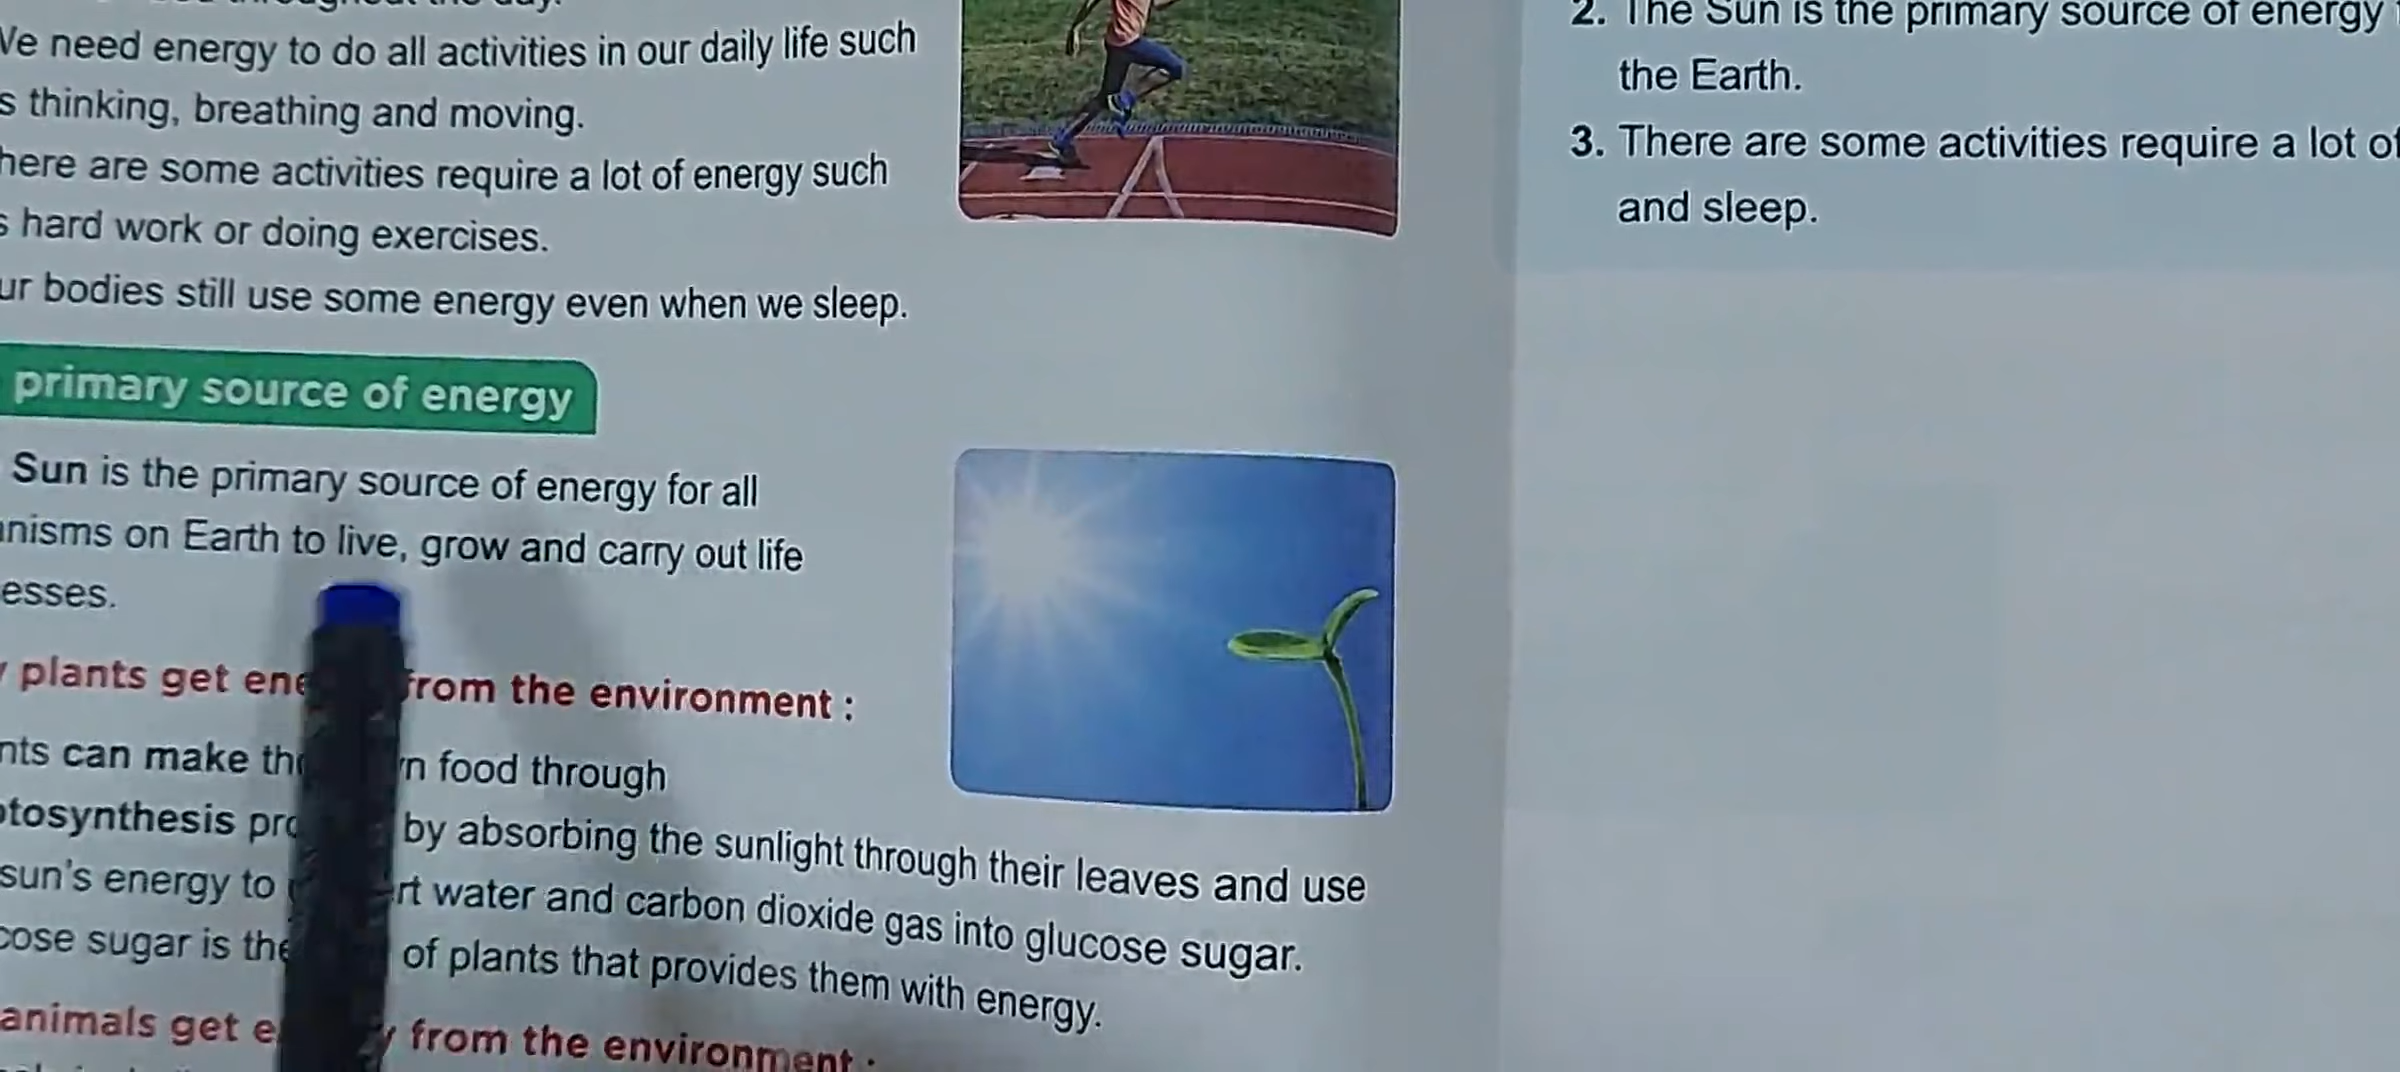 We need energy to do all activities in our daily life such
thinking, breathing and moving.
here are some activities require a lot of energy such
hard work or doing exercises.
ur bodies still use some energy even when we sleep.
primary source of energy
Sun is the primary source of energy for all
nisms on Earth to live, grow and carry out life
esses.
plants get from the environment :
nts can make food through
tosynthesis by absorbing the sunlight through their leaves and use
sun's energy to water and carbon dioxide gas into glucose sugar.
cose sugar is the of plants that provides them with energy.
animals get from the environment :
2. The Sun is the primary source of energy
the Earth.
3. There are some activities require a lot of
and sleep.